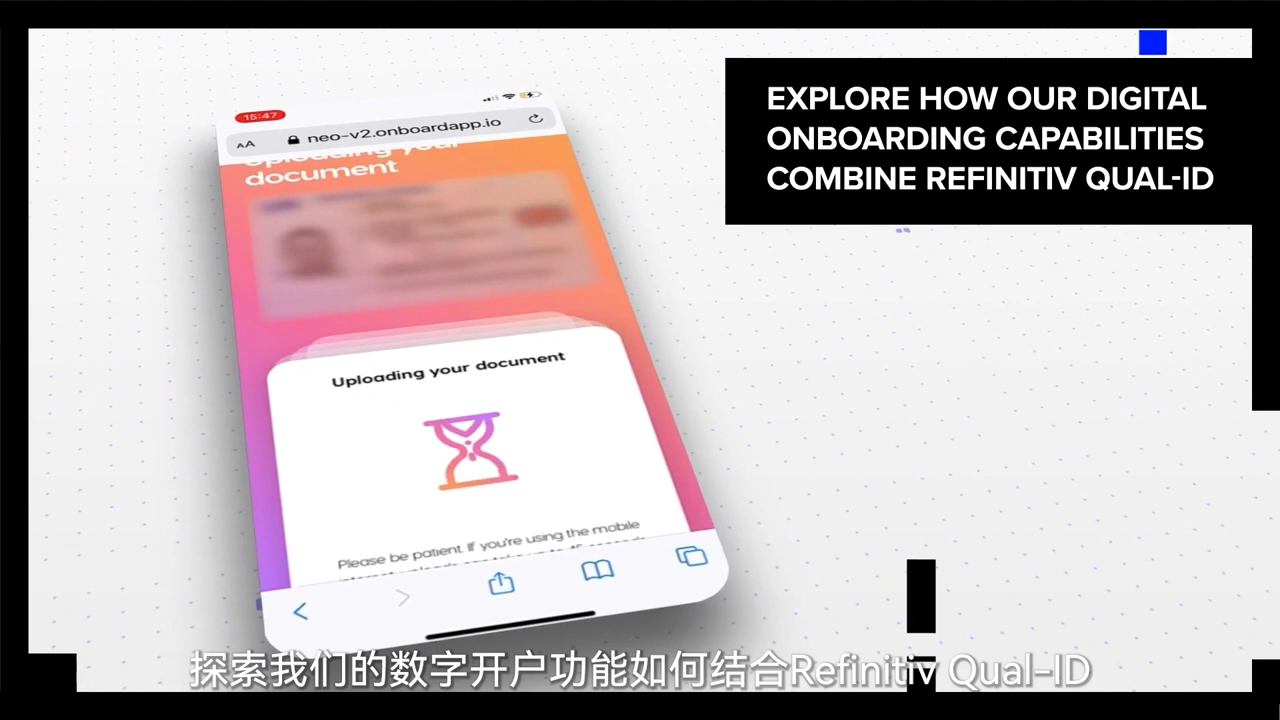 EXPLORE HOW OUR DIGITAL
ONBOARDING CAPABILITIES
COMBINE REFINITIV QUAL-ID
15:47
AA neo-v2.onboardapp.io
Uploading your
document
Uploading your document
Please be patient. If you're using the mobile
探索我们的数字开户功能如何结合Refinitiv Qual-ID